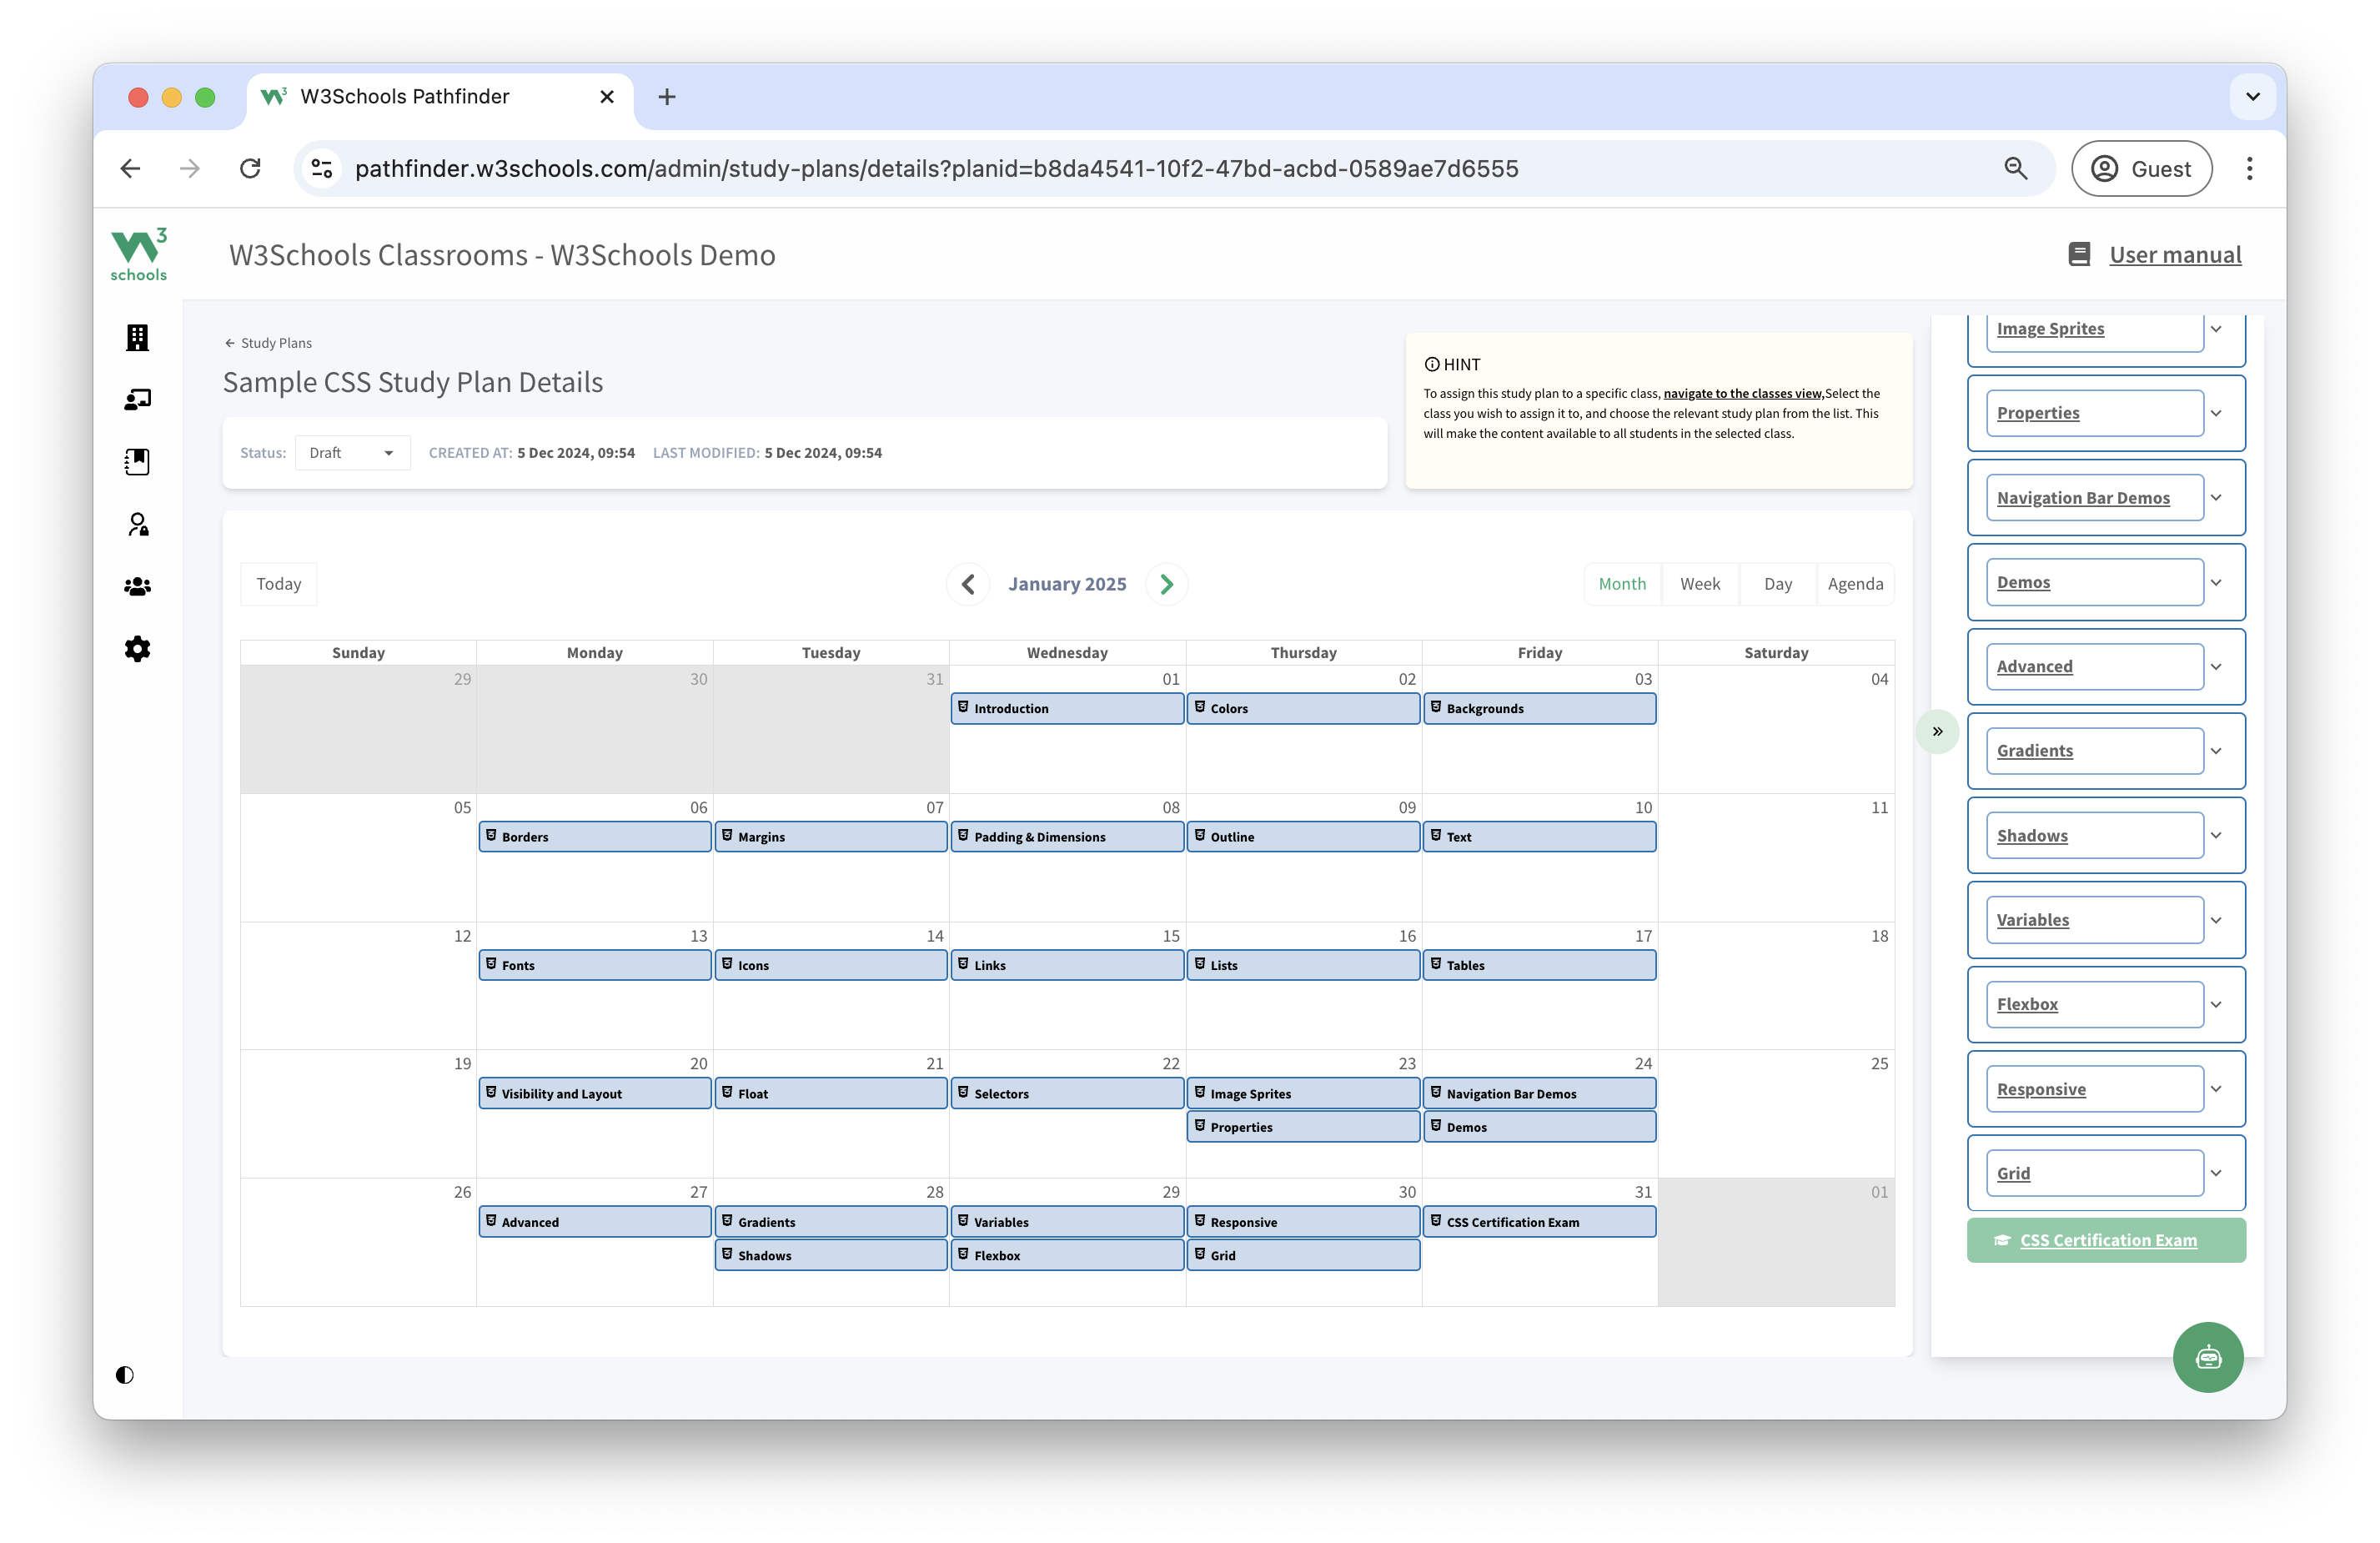 W3Schools Pathfinder
pathfinder.w3schools.com/admin/study-plans/details?planid=b8da4541-10f2-47bd-acbd-0589ae7d6555
Guest
3
schools
W3Schools Classrooms - W3Schools Demo
User manual
Study Plans
Sample CSS Study Plan Details
Status: Draft CREATED AT: 5 Dec 2024, 09:54 LAST MODIFIED: 5 Dec 2024, 09:54
HINT
To assign this study plan to a specific class, navigate to the classes view,Select the
class you wish to assign it to, and choose the relevant study plan from the list. This
will make the content available to all students in the selected class.
Today
January 2025
Month Week Day Agenda
Sunday Monday Tuesday Wednesday Thursday Friday Saturday
29 30 31 01 02 03 04
Introduction Colors Backgrounds
05 06 07 08 09 10 11
Borders Margins Padding & Dimensions Outline Text
12 13 14 15 16 17 18
Fonts Icons Links Lists Tables
19 20 21 22 23 24 25
Visibility and Layout Float Selectors Image Sprites Navigation Bar Demos
Properties Demos
26 27 28 29 30 31 01
Advanced Gradients Variables Responsive CSS Certification Exam
Shadows Flexbox Grid
Image Sprites
Properties
Navigation Bar Demos
Demos
Advanced
Gradients
Shadows
Variables
Flexbox
Responsive
Grid
CSS Certification Exam